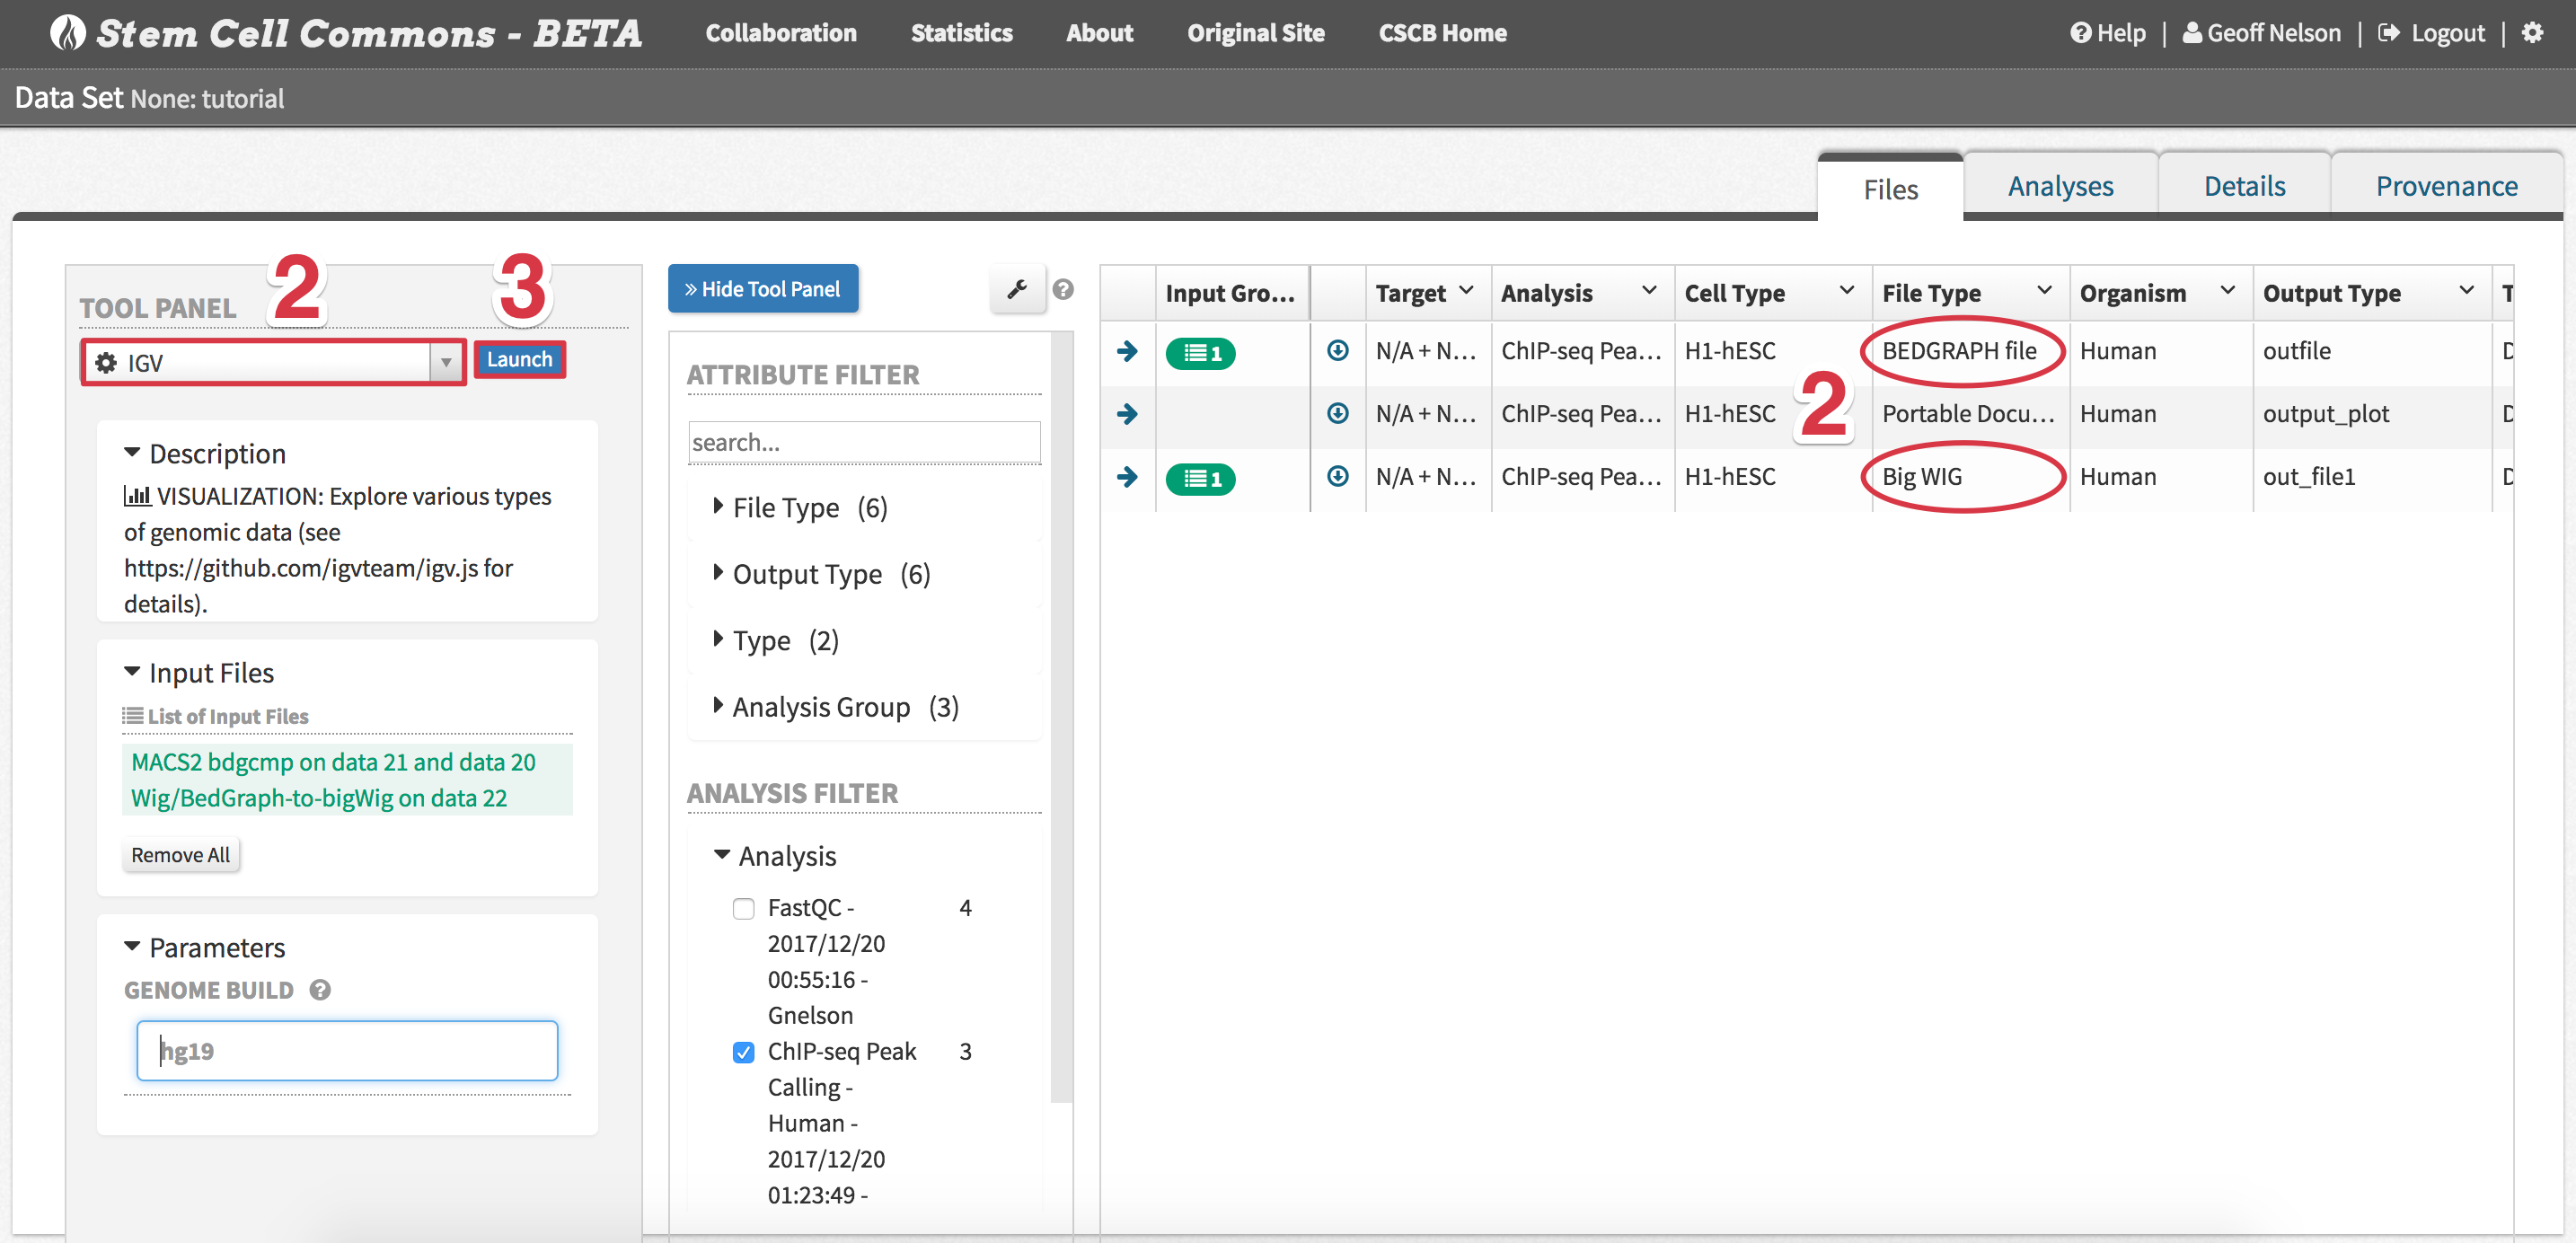 Stem Cell Commons - BETA Collaboration Statistics About Original Site CSCB Home Help | Geoff Nelson | Logout |
Data Set None: tutorial
Files Analyses Details Provenance
2 3
TOOL PANEL
IGV Launch
Description
VISUALIZATION: Explore various types
of genomic data (see
https://github.com/igvteam/igv.js for
details).
Input Files
List of Input Files
MACS2 bdgcmp on data 21 and data 20
Wig/BedGraph-to-bigWig on data 22
Remove All
Parameters
GENOME BUILD ?
hg19
» Hide Tool Panel ?
ATTRIBUTE FILTER
search...
File Type (6)
Output Type (6)
Type (2)
Analysis Group (3)
ANALYSIS FILTER
Analysis
FastQC - 4
2017/12/20
00:55:16 -
Gnelson
ChIP-seq Peak 3
Calling -
Human -
2017/12/20
01:23:49 -
Input Gro... Target Analysis Cell Type File Type Organism Output Type T
1 N/A + N... ChIP-seq Pea... H1-hESC BEDGRAPH file Human outfile D
2
N/A + N... ChIP-seq Pea... H1-hESC Portable Docu... Human output_plot D
1 N/A + N... ChIP-seq Pea... H1-hESC Big WIG Human out_file1 D